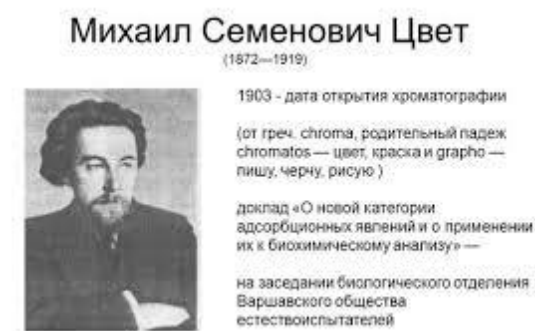 Михаил Семенович Цвет
(1872—1919)
1903 - дата открытия хроматографии
(от греч. chroma, родительный падеж
chromatos — цвет, краска и grapho —
пишу, черчу, рисую )
доклад «О новой категории
адсорбционных явлений и о применении
их к биохимическому анализу» —
на заседании биологического отделения
Варшавского общества
естествоиспытателей